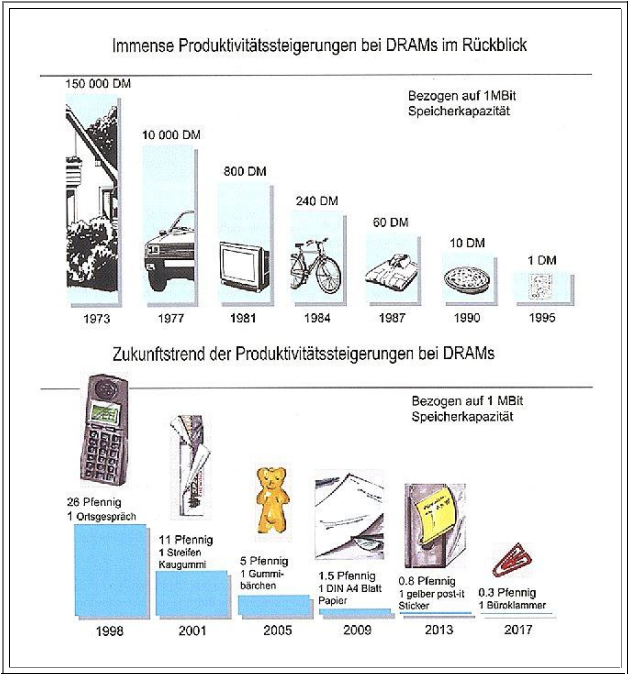 Immense Produktivitätssteigerungen bei DRAMs im Rückblick
Bezogen auf 1MBit
Speicherkapazität
150 000 DM
10 000 DM
800 DM
240 DM
60 DM
10 DM
1 DM
1973
1977
1981
1984
1987
1990
1995
Zukunftstrend der Produktivitätssteigerungen bei DRAMs
Bezogen auf 1 MBit
Speicherkapazität
26 Pfennig
1 Ortsgespräch
11 Pfennig
1 Streifen
Kaugummi
5 Pfennig
1 Gummi-
bärchen
1.5 Pfennig
1 DIN A4 Blatt
Papier
0.8 Pfennig
1 gelber post-it
Sticker
0.3 Pfennig
1 Büroklammer
1998
2001
2005
2009
2013
2017